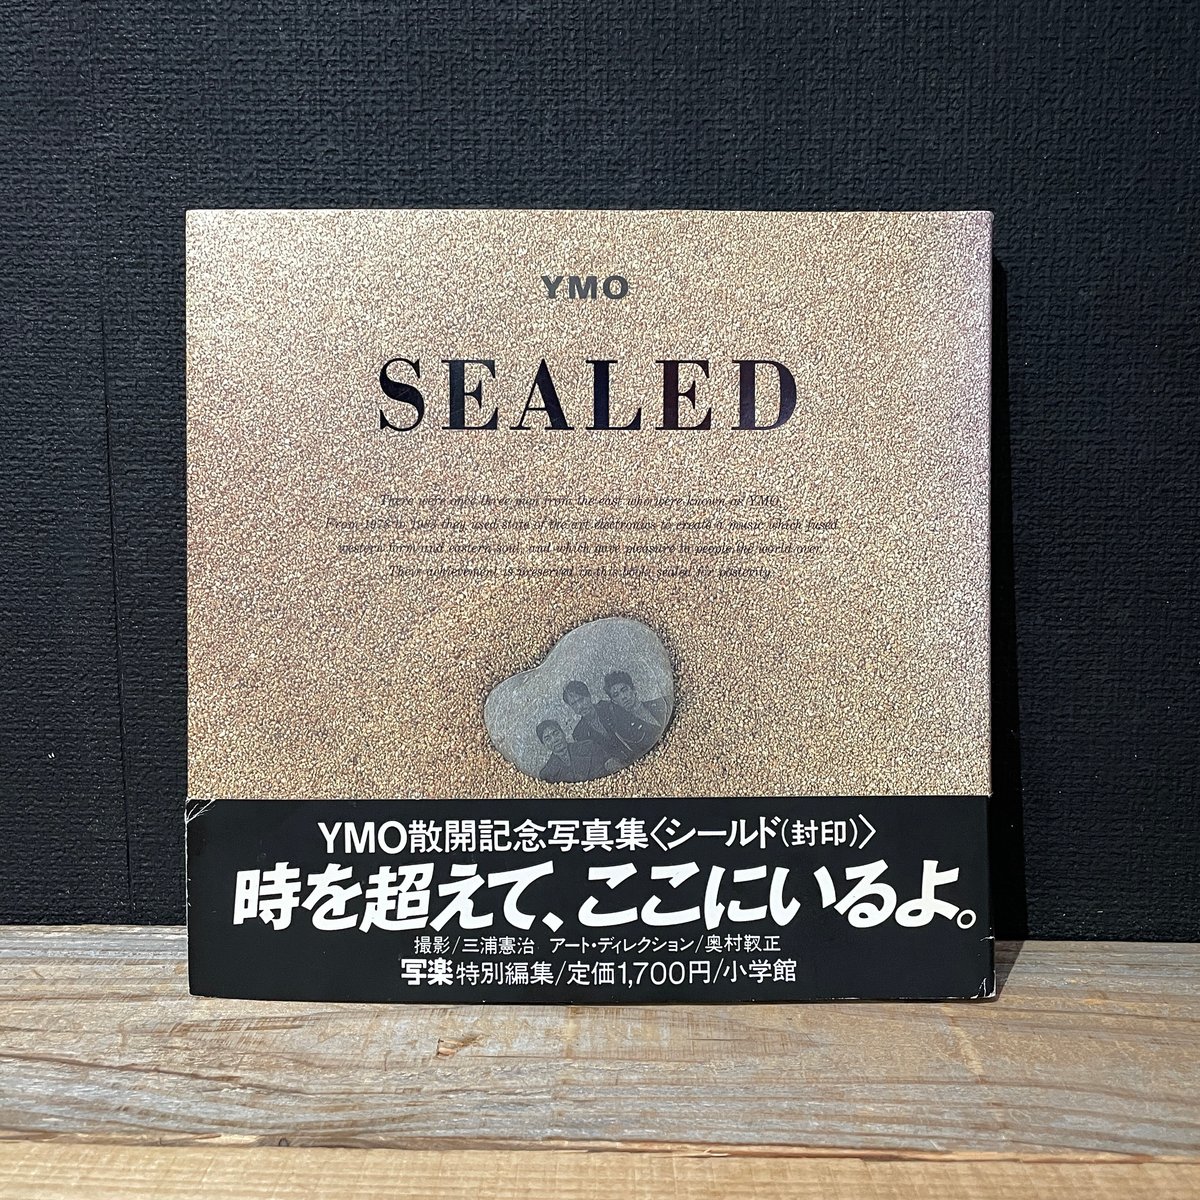 YMO
SEALED
There were once three men from the east who were known as YMO.
From 1978 to 1983 they used state of the art electronics to create a music which fused
western form and eastern soul, and which gave pleasure to people the world over.
Their achievement is preserved in this book, sealed for posterity.
YMO散開記念写真集〈シールド(封印)〉
時を超えて、ここにいるよ。
撮影/三浦憲治 アート・ディレクション/奥村靫正
写楽特別編集/定価1,700円/小学館